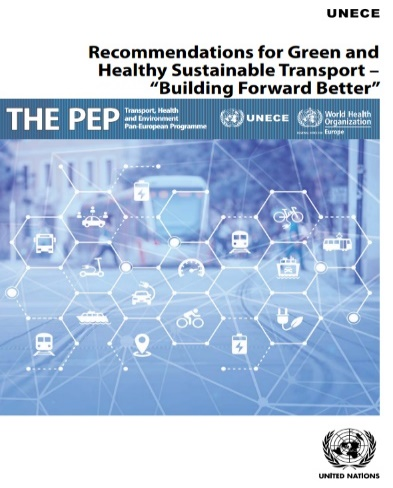 UNECE
Recommendations for Green and
Healthy Sustainable Transport –
“Building Forward Better”
THE PEP
Transport, Health
and Environment
Pan-European Programme
UNECE
World Health
Organization
Europe
UNITED NATIONS